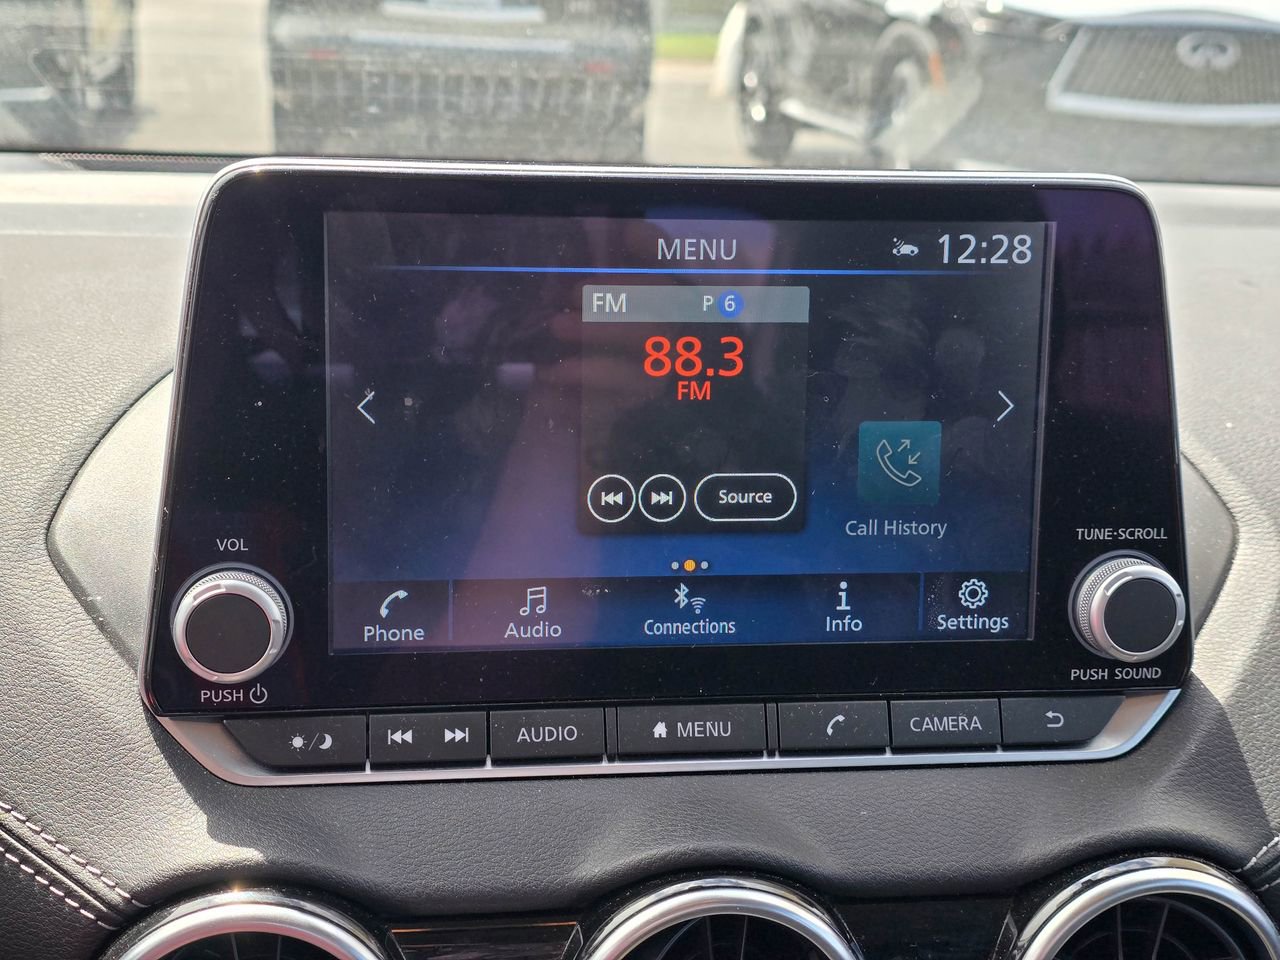 MENU
12:28
FM P 6
88.3
FM
Source
Call History
VOL
TUNE·SCROLL
Phone
Audio
Connections
Info
Settings
PUSH
PUSH SOUND
AUDIO
MENU
CAMERA